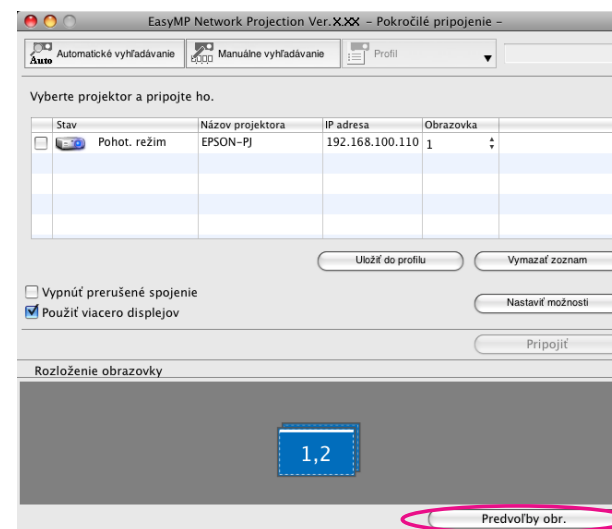 EasyMP Network Projection Ver.X.XX – Pokročilé pripojenie –
Auto Automatické vyhľadávanie Manuálne vyhľadávanie Profil
Vyberte projektor a pripojte ho.
Stav Názov projektora IP adresa Obrazovka
Pohot. režim EPSON-PJ 192.168.100.110 1
Uložiť do profilu Vymazať zoznam
Vypnúť prerušené spojenie
Nastaviť možnosti
Použiť viacero displejov
Pripojiť
Rozloženie obrazovky
1,2
Predvoľby obr.